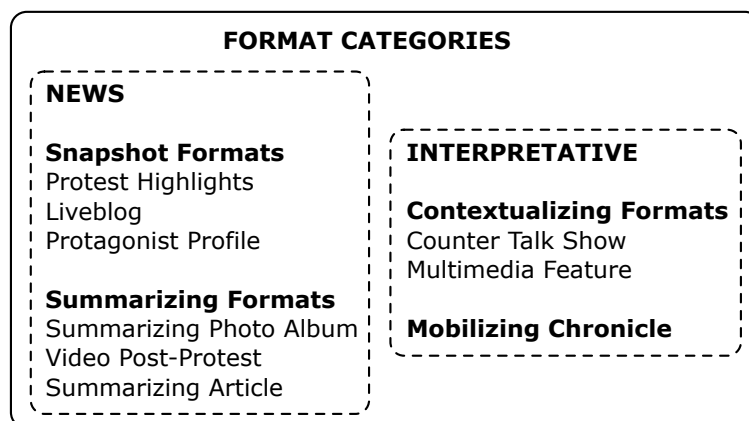 FORMAT CATEGORIES
NEWS
Snapshot Formats
Protest Highlights
Liveblog
Protagonist Profile
Summarizing Formats
Summarizing Photo Album
Video Post-Protest
Summarizing Article
INTERPRETATIVE
Contextualizing Formats
Counter Talk Show
Multimedia Feature
Mobilizing Chronicle